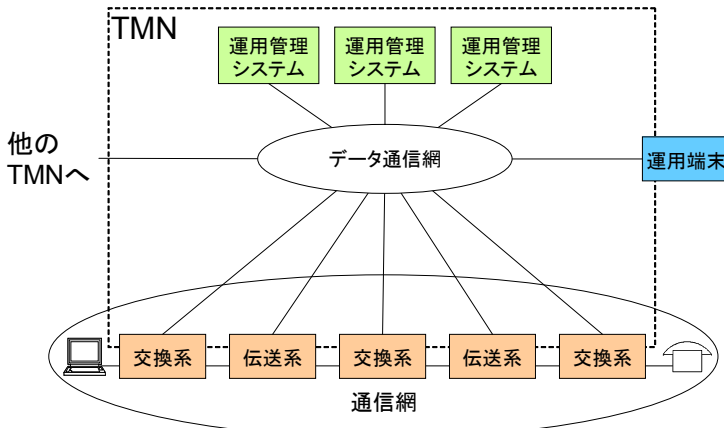 TMN
運用管理
システム
運用管理
システム
運用管理
システム
他の
TMNへ
データ通信網
運用端末
交換系
伝送系
交換系
伝送系
交換系
通信網